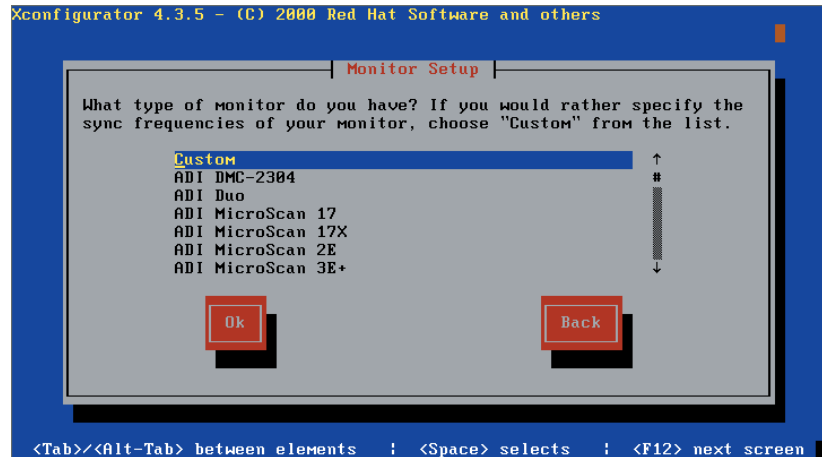 Xconfigurator 4.3.5 - (C) 2000 Red Hat Software and others
Monitor Setup
What type of monitor do you have? If you would rather specify the
sync frequencies of your monitor, choose "Custom" from the list.
Custom
ADI DMC-2304
ADI Duo
ADI MicroScan 17
ADI MicroScan 17X
ADI MicroScan 2E
ADI MicroScan 3E+
Ok Back
<Tab>/<Alt-Tab> between elements ¦ <Space> selects ¦ <F12> next screen